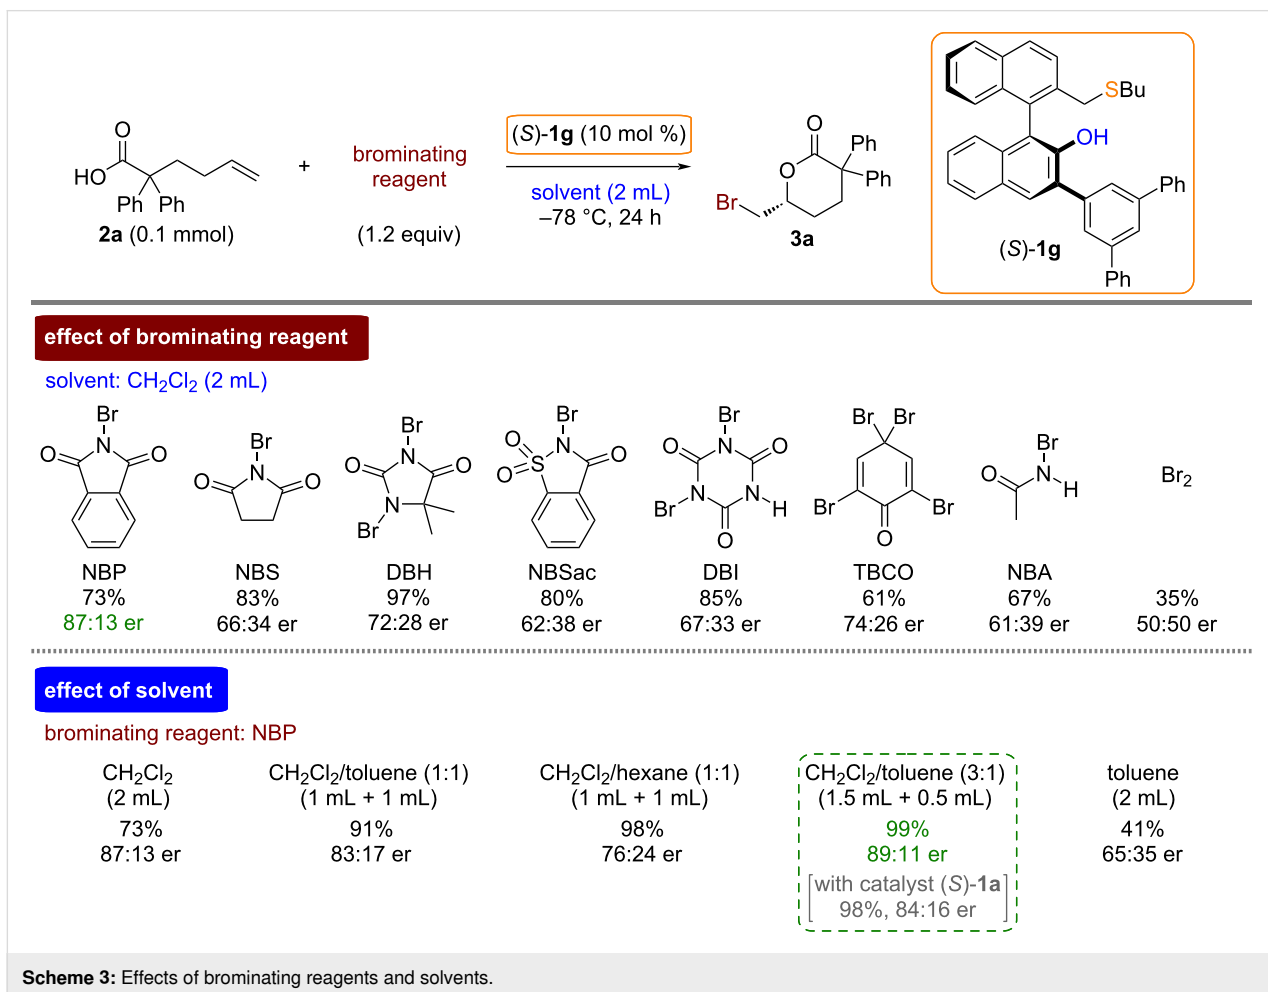 HO
O
Ph Ph
2a (0.1 mmol)
+
brominating
reagent
(1.2 equiv)
(S)-1g (10 mol %)
solvent (2 mL)
–78 °C, 24 h
O
O
Ph
Ph
Br
3a
SBu
OH
Ph
Ph
(S)-1g
effect of brominating reagent
solvent: CH2Cl2 (2 mL)
Br
O N O
NBP
73%
87:13 er
Br
O N O
NBS
83%
66:34 er
Br
O N O
N
Br
DBH
97%
72:28 er
Br
O S N O
O
NBSac
80%
62:38 er
Br
O N O
N N
Br H
O
DBI
85%
67:33 er
Br Br
Br Br
O
TBCO
61%
74:26 er
Br
O N H
NBA
67%
61:39 er
Br2
35%
50:50 er
effect of solvent
brominating reagent: NBP
CH2Cl2
(2 mL)
73%
87:13 er
CH2Cl2/toluene (1:1)
(1 mL + 1 mL)
91%
83:17 er
CH2Cl2/hexane (1:1)
(1 mL + 1 mL)
98%
76:24 er
CH2Cl2/toluene (3:1)
(1.5 mL + 0.5 mL)
99%
89:11 er
[with catalyst (S)-1a
98%, 84:16 er]
toluene
(2 mL)
41%
65:35 er
Scheme 3: Effects of brominating reagents and solvents.